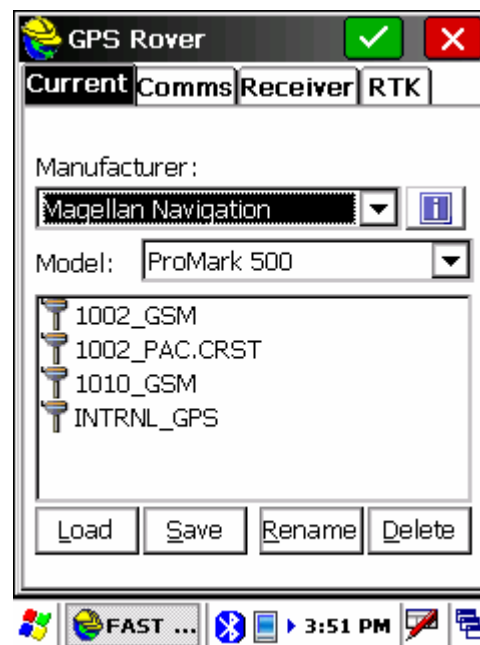 GPS Rover
Current Comms Receiver RTK
Manufacturer:
Magellan Navigation
Model: ProMark 500
1002_GSM
1002_PAC.CRST
1010_GSM
INTRNL_GPS
Load Save Rename Delete
FAST ... 3:51 PM